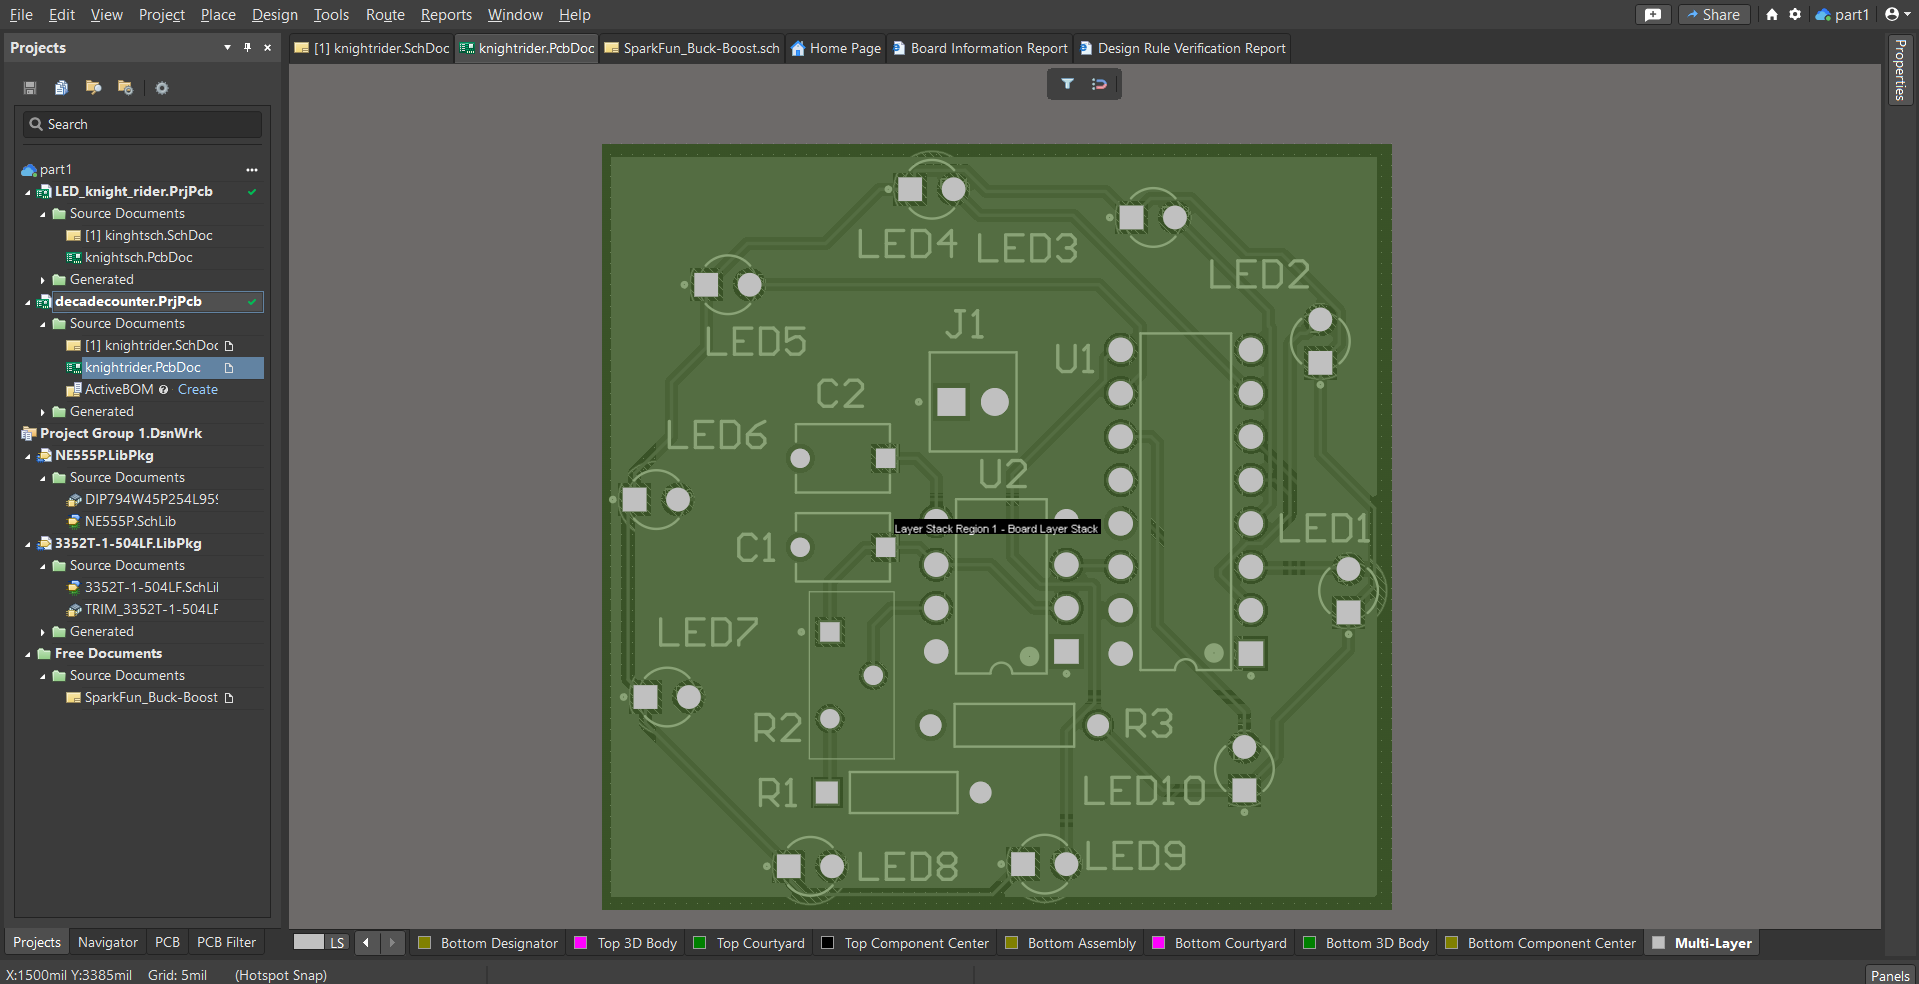 File Edit View Project Place Design Tools Route Reports Window Help Share part1
Projects
[1] knightrider.SchDoc knightrider.PcbDoc SparkFun_Buck-Boost.sch Home Page Board Information Report Design Rule Verification Report
Properties
Search
part1
LED_knight_rider.PrjPcb
Source Documents
[1] kinghtsch.SchDoc
knightsch.PcbDoc
Generated
decadecounter.PrjPcb
Source Documents
[1] knightrider.SchDoc
knightrider.PcbDoc
ActiveBOM Create
Generated
Project Group 1.DsnWrk
NE555P.LibPkg
Source Documents
DIP794W45P254L959
NE555P.SchLib
3352T-1-504LF.LibPkg
Source Documents
3352T-1-504LF.SchLi
TRIM_3352T-1-504LF
Generated
Free Documents
Source Documents
SparkFun_Buck-Boost
LED4 LED3
LED2
LED5
J1
U1
C2
LED6
U2
Layer Stack Region 1 - Board Layer Stack
LED1
C1
LED7
R2
R3
R1
LED10
LED8
LED9
Projects Navigator PCB PCB Filter
LS Bottom Designator Top 3D Body Top Courtyard Top Component Center Bottom Assembly Bottom Courtyard Bottom 3D Body Bottom Component Center Multi-Layer
X:1500mil Y:3385mil Grid: 5mil (Hotspot Snap)
Panels